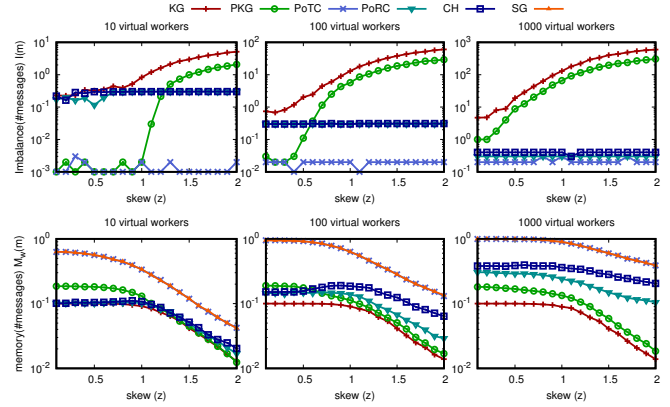 KG PKG PoTC PoRC CH SG
10 virtual workers 100 virtual workers 1000 virtual workers
Imbalance(#messages) I(m)
10^1 10^0 10^-1 10^-2 10^-3
10^2 10^1 10^0 10^-1 10^-2
10^3 10^2 10^1 10^0 10^-1
0.5 1 1.5 2 0.5 1 1.5 2 0.5 1 1.5 2
skew (z) skew (z) skew (z)
10 virtual workers 100 virtual workers 1000 virtual workers
memory(#messages) M_W(m)
10^0 10^-1 10^-2
10^0 10^-1 10^-2
10^0 10^-1 10^-2
0.5 1 1.5 2 0.5 1 1.5 2 0.5 1 1.5 2
skew (z) skew (z) skew (z)